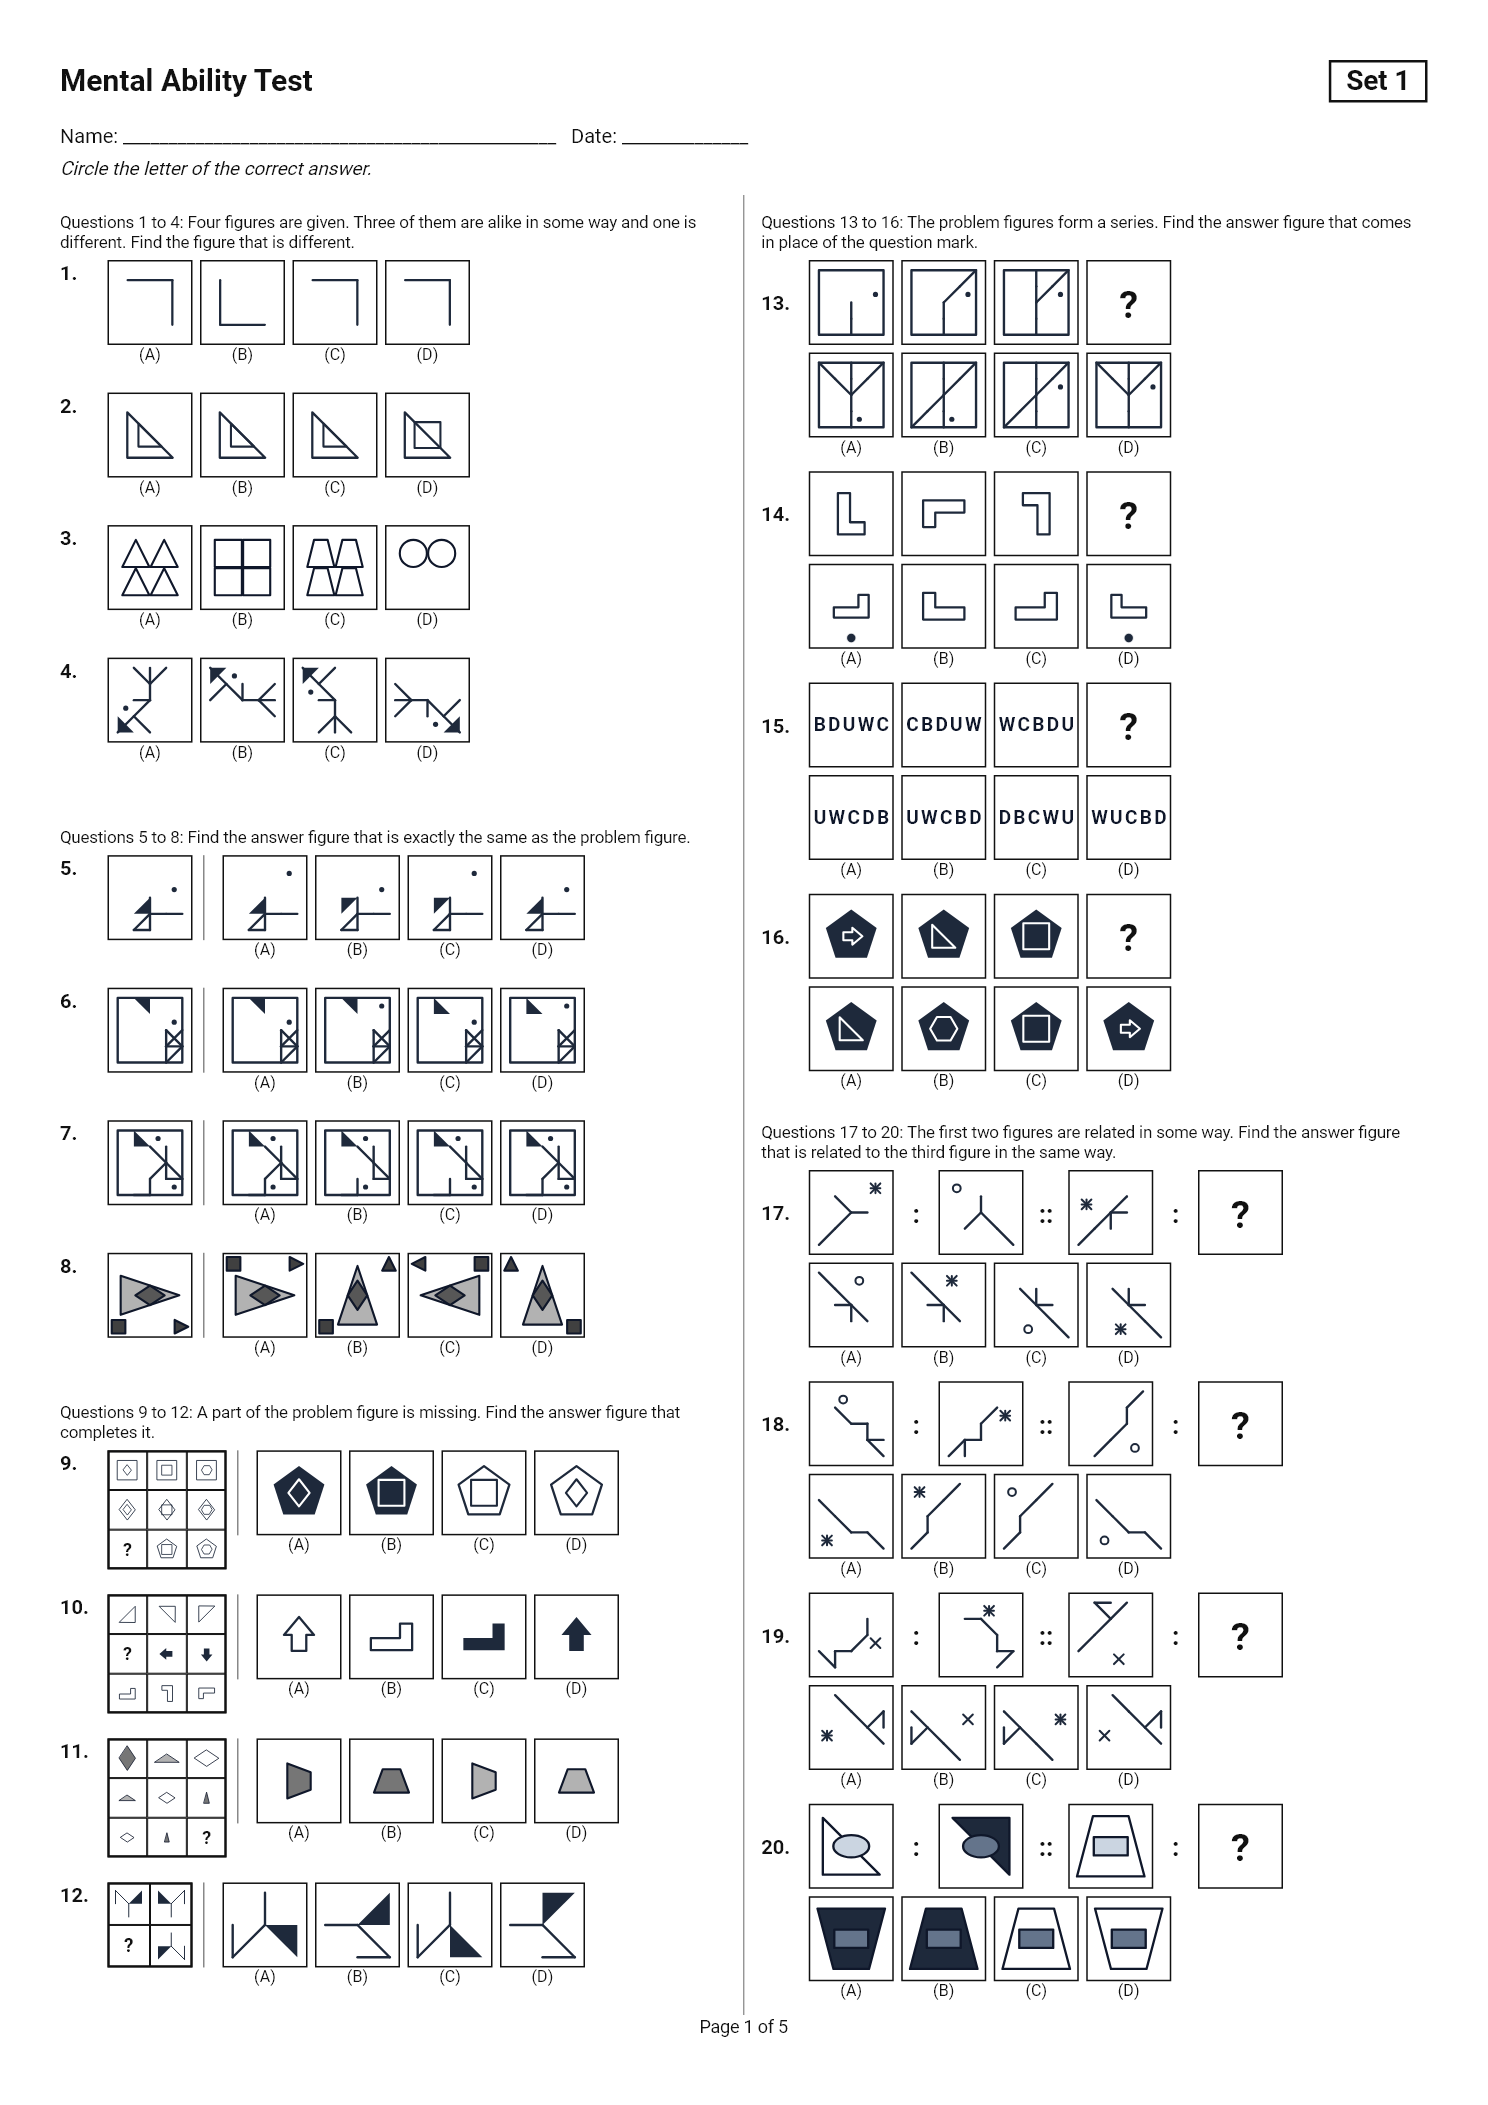 Mental Ability Test
Set 1
Name: ________________________________________________ Date: ______________
Circle the letter of the correct answer.
Questions 1 to 4: Four figures are given. Three of them are alike in some way and one is
different. Find the figure that is different.
1.
(A) (B) (C) (D)
2.
(A) (B) (C) (D)
3.
(A) (B) (C) (D)
4.
(A) (B) (C) (D)
Questions 5 to 8: Find the answer figure that is exactly the same as the problem figure.
5.
(A) (B) (C) (D)
6.
(A) (B) (C) (D)
7.
(A) (B) (C) (D)
8.
(A) (B) (C) (D)
Questions 9 to 12: A part of the problem figure is missing. Find the answer figure that
completes it.
9.
?
(A) (B) (C) (D)
10.
?
(A) (B) (C) (D)
11.
?
(A) (B) (C) (D)
12.
?
(A) (B) (C) (D)
Questions 13 to 16: The problem figures form a series. Find the answer figure that comes
in place of the question mark.
13. ?
(A) (B) (C) (D)
14. ?
(A) (B) (C) (D)
15. BDUWC CBDUW WCBDU ?
UWCDB UWCBD DBCWU WUCBD
(A) (B) (C) (D)
16. ?
(A) (B) (C) (D)
Questions 17 to 20: The first two figures are related in some way. Find the answer figure
that is related to the third figure in the same way.
17. : :: : ?
(A) (B) (C) (D)
18. : :: : ?
(A) (B) (C) (D)
19. : :: : ?
(A) (B) (C) (D)
20. : :: : ?
(A) (B) (C) (D)
Page 1 of 5